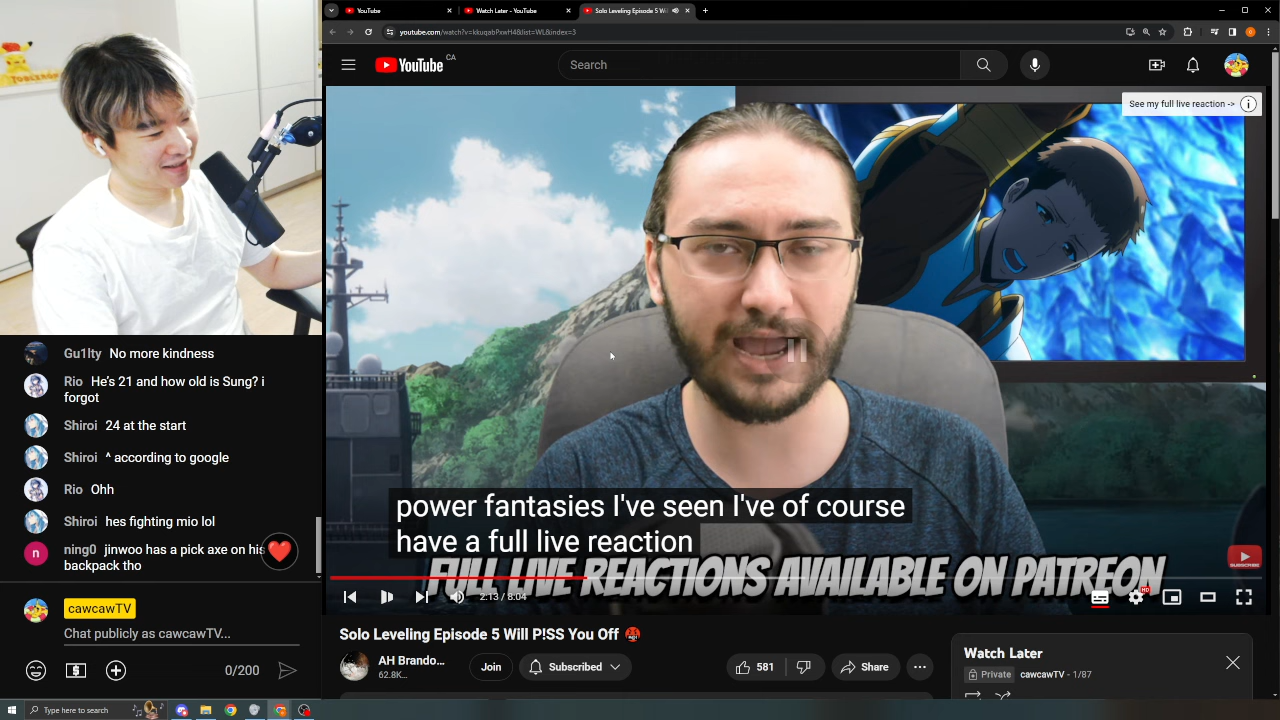 YouTube
Watch Later - YouTube
Solo Leveling Episode 5 Wil
youtube.com/watch?v=kkuqabPxwH4&list=WL&index=3
YouTube CA
Search
See my full live reaction ->
power fantasies I've seen I've of course
have a full live reaction
FULL LIVE REACTIONS AVAILABLE ON PATREON
SUBSCRIBE
2:13 / 8:04
HD
Solo Leveling Episode 5 Will P!SS You Off
AH Brando...
62.8K...
Join
Subscribed
581
Share
Watch Later
Private cawcawTV - 1/87
Gu1lty No more kindness
Rio He's 21 and how old is Sung? i
forgot
Shiroi 24 at the start
Shiroi ^ according to google
Rio Ohh
Shiroi hes fighting mio lol
ning0 jinwoo has a pick axe on his
backpack tho
cawcawTV
Chat publicly as cawcawTV...
0/200
Type here to search